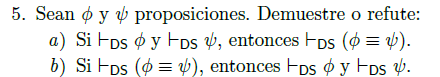 5. Sean ϕ y ψ proposiciones. Demuestre o refute:
a) Si ⊢DS ϕ y ⊢DS ψ, entonces ⊢DS (ϕ ≡ ψ).
b) Si ⊢DS (ϕ ≡ ψ), entonces ⊢DS ϕ y ⊢DS ψ.